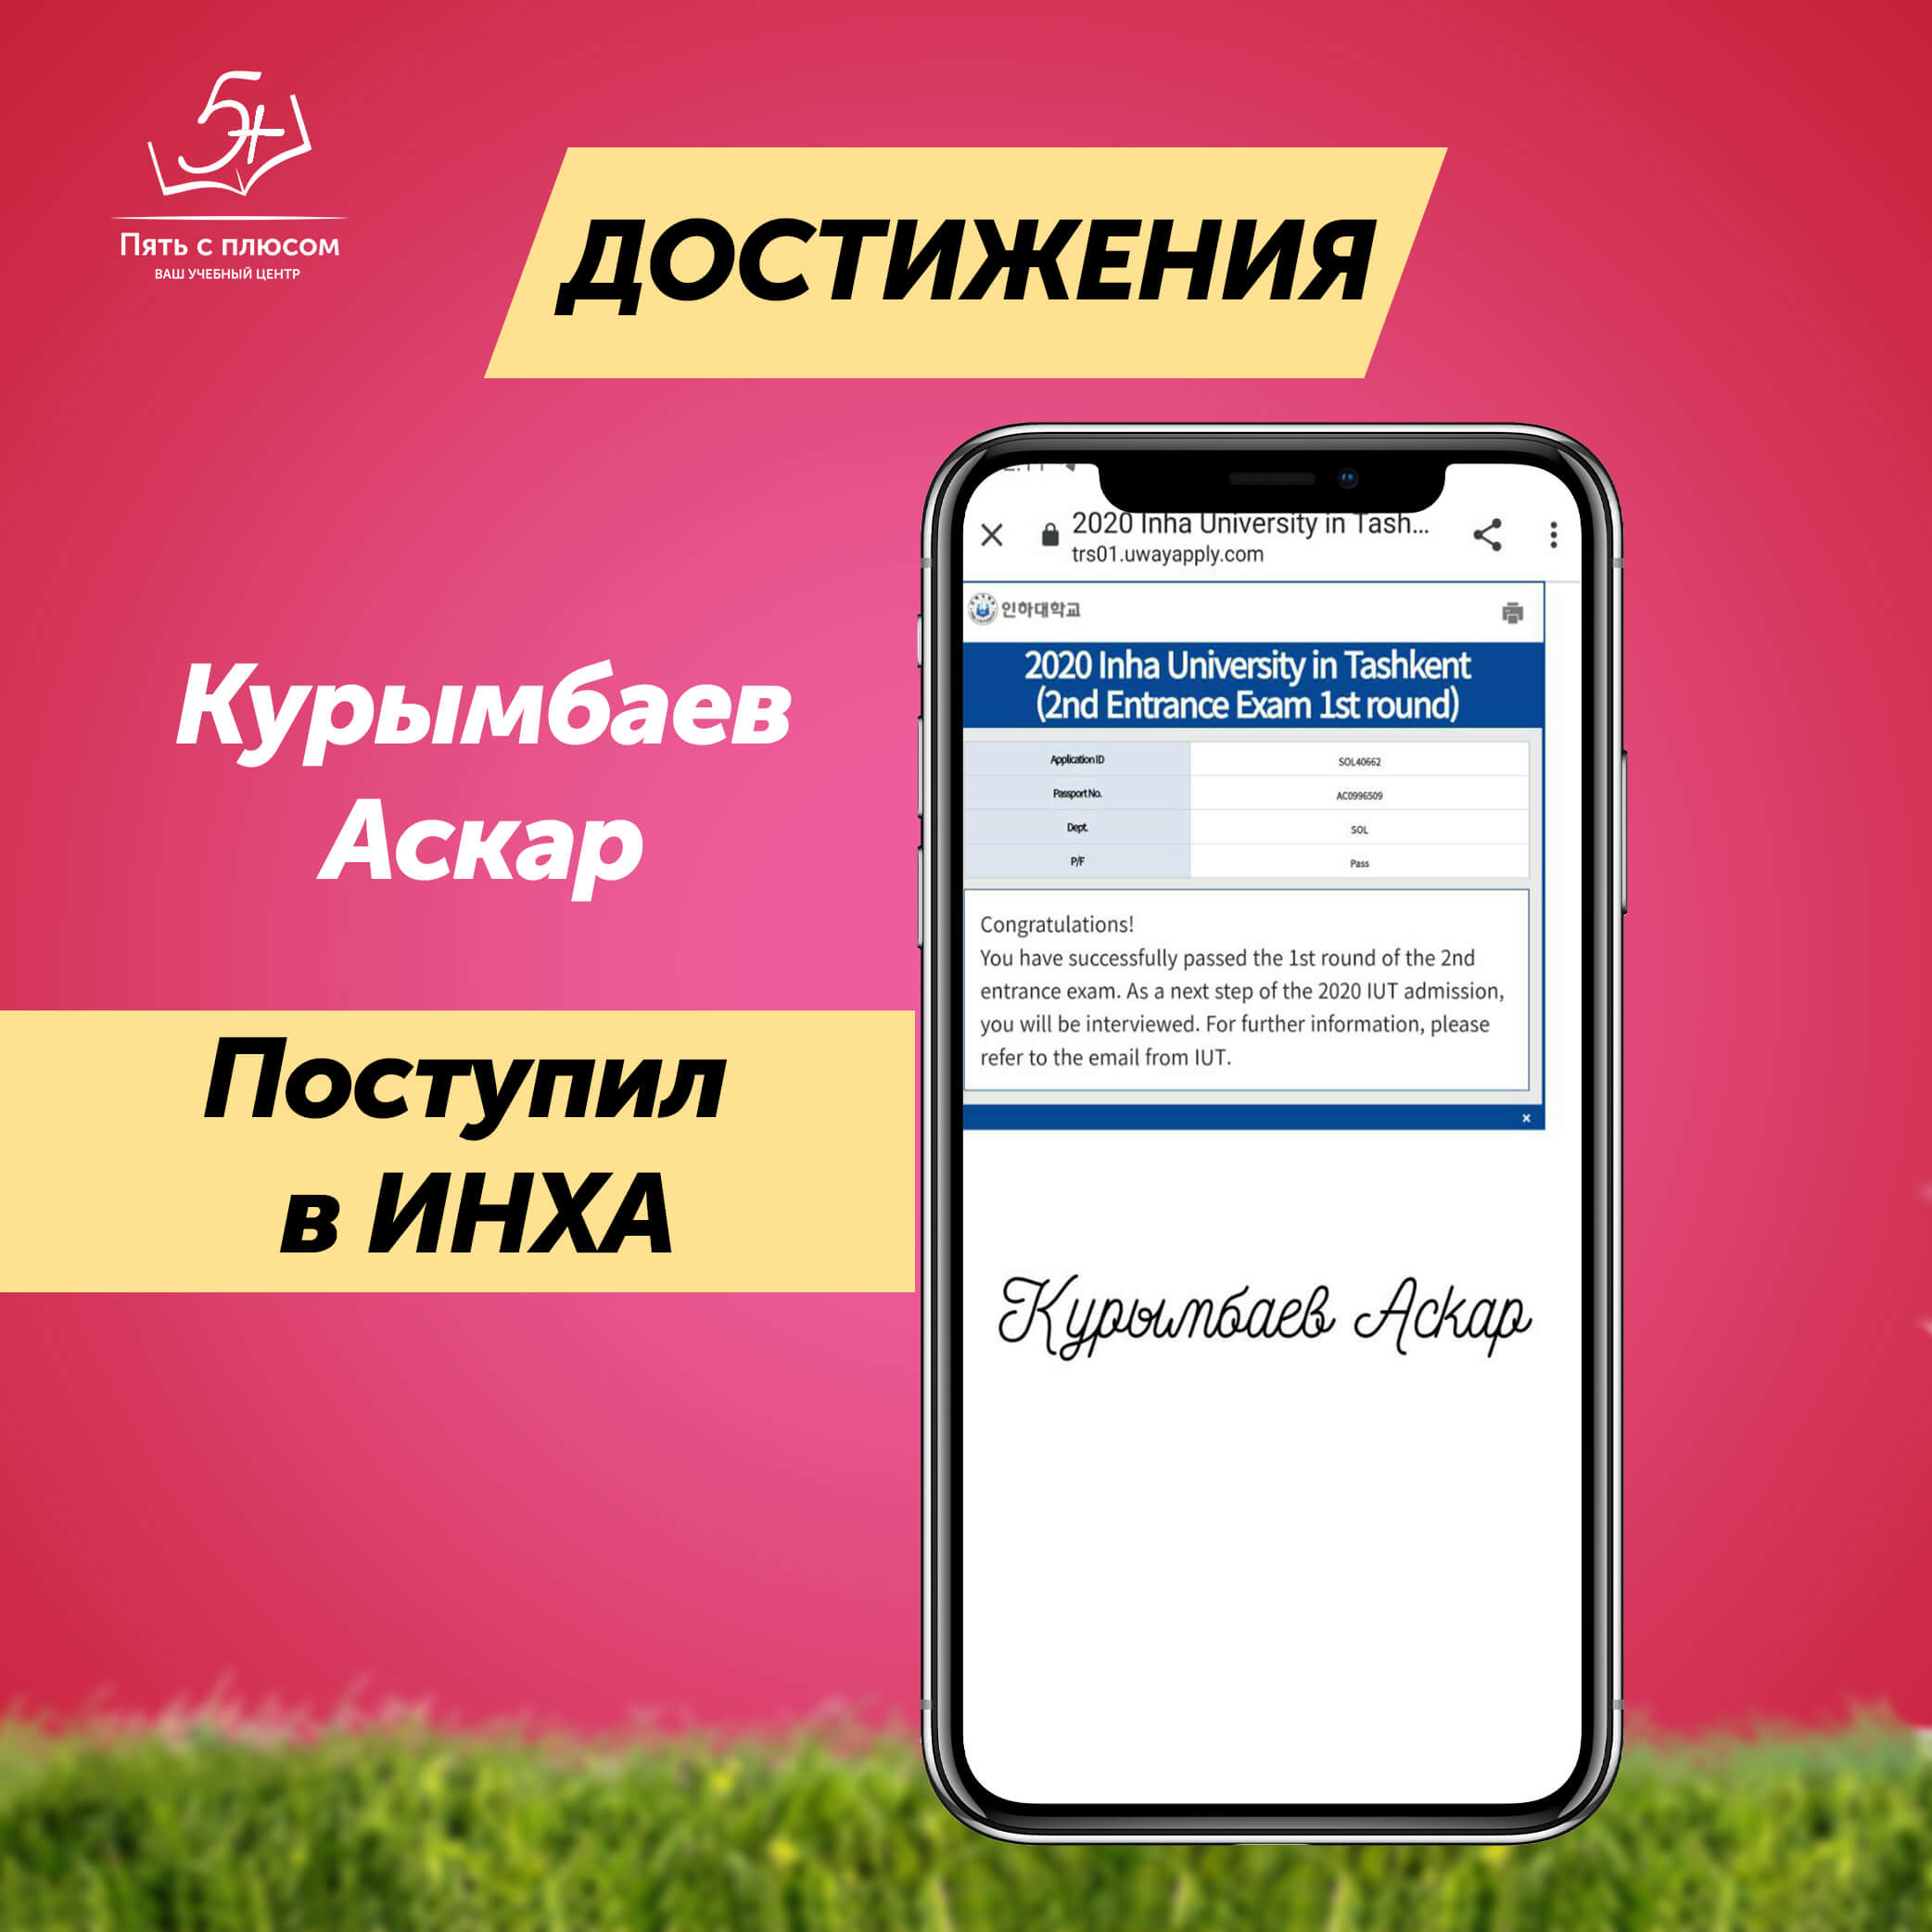 5+
Пять с плюсом
ВАШ УЧЕБНЫЙ ЦЕНТР
ДОСТИЖЕНИЯ
Курымбаев
Аскар
Поступил
в ИНХА
2020 Inha University in Tash...
trs01.uwayapply.com
인하대학교
2020 Inha University in Tashkent
(2nd Entrance Exam 1st round)
Application ID SOL40662
Passport No. AC0996509
Dept. SOL
P/F Pass
Congratulations!
You have successfully passed the 1st round of the 2nd
entrance exam. As a next step of the 2020 IUT admission,
you will be interviewed. For further information, please
refer to the email from IUT.
Курымбаев Аскар